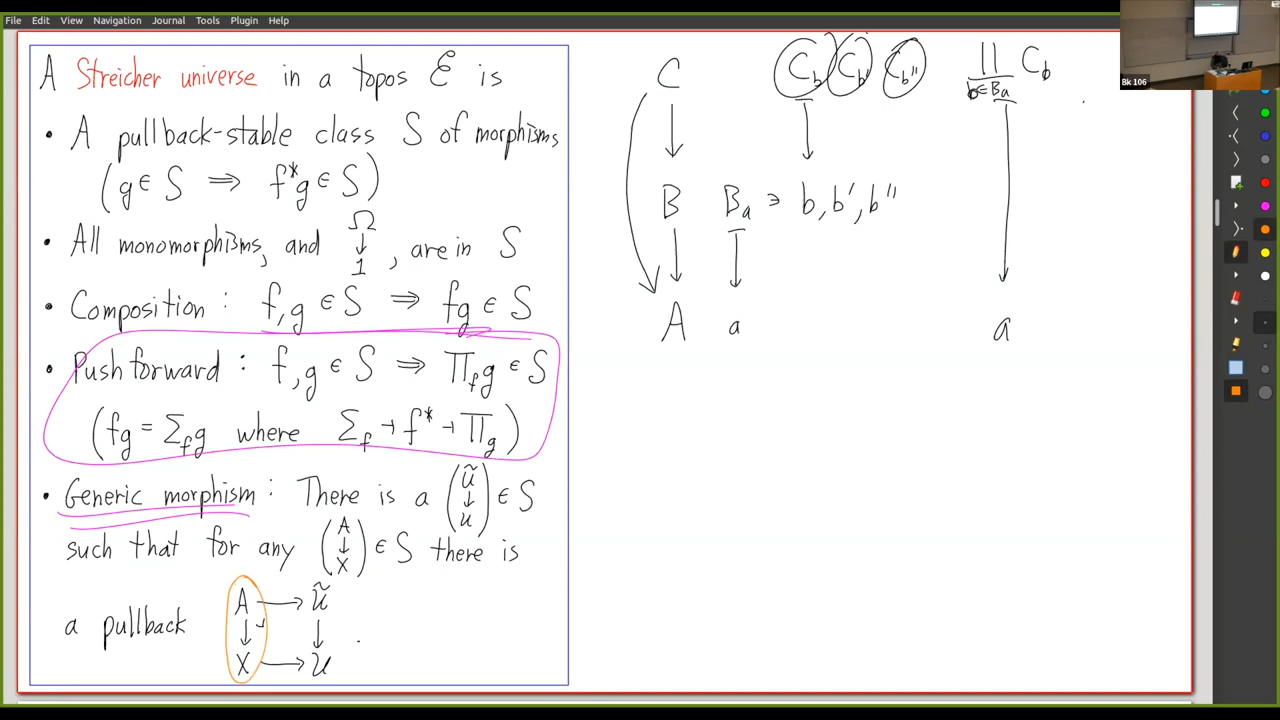 File Edit View Navigation Journal Tools Plugin Help
A Streicher universe in a topos ℰ is
• A pullback-stable class S of morphisms
(g ∈ S ⟹ f*g ∈ S)
• All monomorphisms, and Ω ↓ 1, are in S
• Composition: f, g ∈ S ⟹ fg ∈ S
• Pushforward: f, g ∈ S ⟹ Π_f g ∈ S
(fg = Σ_f g where Σ_f ⊣ f* ⊣ Π_g)
• Generic morphism: There is a (Ũ ↓ U) ∈ S
such that for any (A ↓ X) ∈ S there is
a pullback A → Ũ
↓ ↓
X → U .
C C_b C_b' C_b'' ∏_{b∈B_a} C_b
B B_a ∋ b, b', b''
A a a
Bk 106